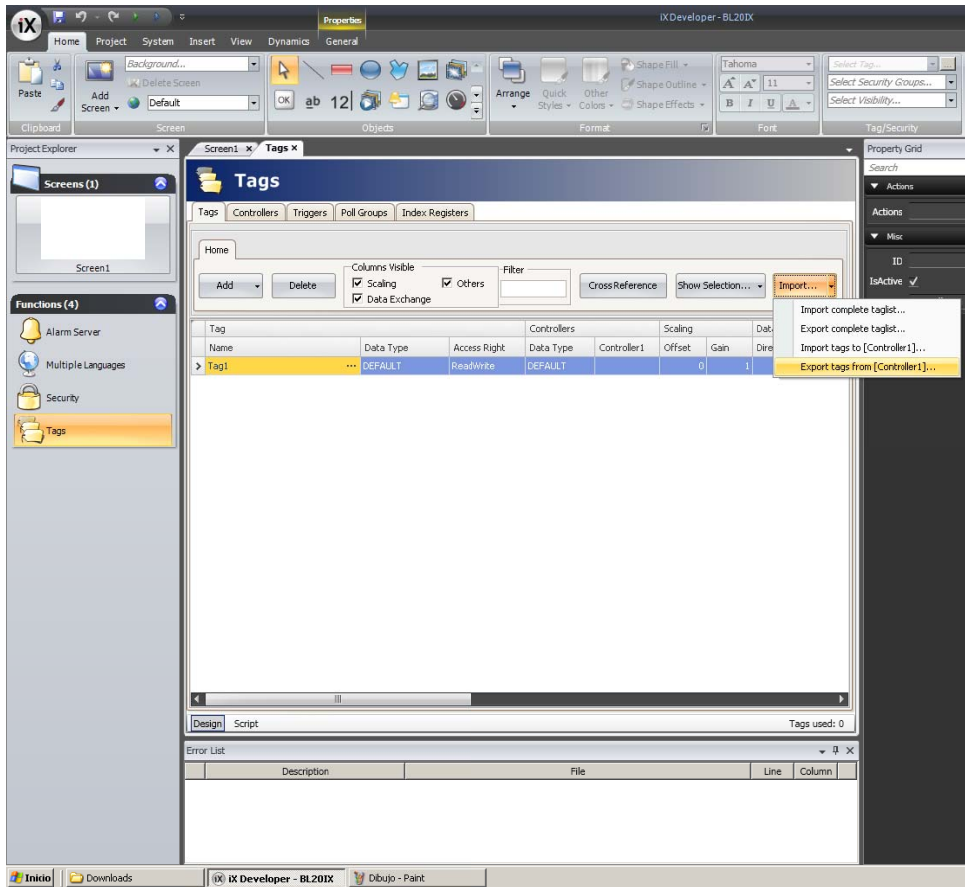 iX
Properties
iX Developer - BL20IX
Home Project System Insert View Dynamics General
Paste
Clipboard
Add Screen
Background...
Delete Screen
Default
Screen
OK ab 12
Objects
Arrange
Quick Styles
Other Colors
Shape Fill
Shape Outline
Shape Effects
Format
Tahoma
A A 11
B I U A
Font
Select Tag...
Select Security Groups...
Select Visibility...
Tag/Security
Project Explorer
Screens (1)
Screen1
Functions (4)
Alarm Server
Multiple Languages
Security
Tags
Screen1 Tags
Tags
Tags Controllers Triggers Poll Groups Index Registers
Home
Add
Delete
Columns Visible
Scaling
Others
Data Exchange
Filter
Cross Reference
Show Selection...
Import...
Import complete taglist...
Export complete taglist...
Import tags to [Controller1]...
Export tags from [Controller1]...
Tag Controllers Scaling
Name Data Type Access Right Data Type Controller1 Offset Gain
Tag1 ... DEFAULT ReadWrite DEFAULT 0 1
Design Script
Tags used: 0
Error List
Description File Line Column
Property Grid
Search
Actions
Actions
Misc
ID
IsActive
Inicio
Downloads
iX Developer - BL20IX
Dibujo - Paint